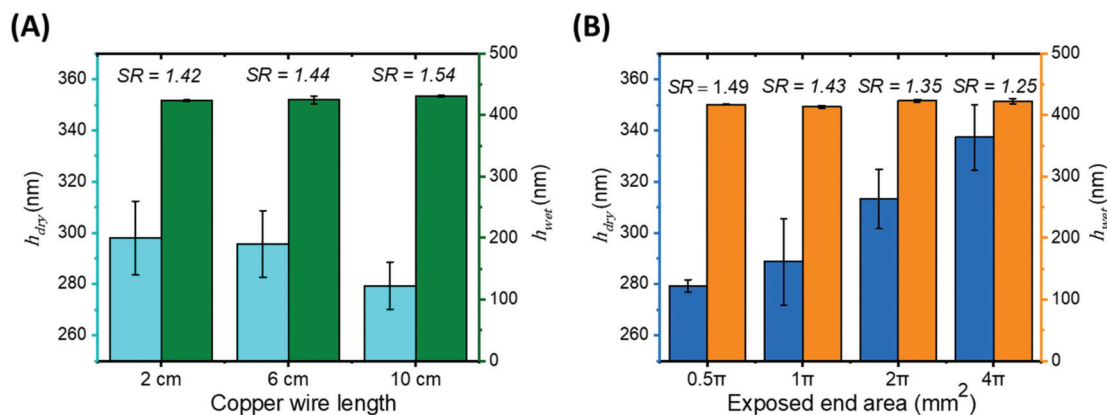 (A)
SR = 1.42 SR = 1.44 SR = 1.54
360
340
320
300
280
260
h_dry (nm)
500
400
300
200
100
0
h_wet (nm)
2 cm 6 cm 10 cm
Copper wire length
(B)
SR = 1.49 SR = 1.43 SR = 1.35 SR = 1.25
360
340
320
300
280
260
h_dry (nm)
500
400
300
200
100
0
h_wet (nm)
0.5π 1π 2π 4π
Exposed end area (mm²)